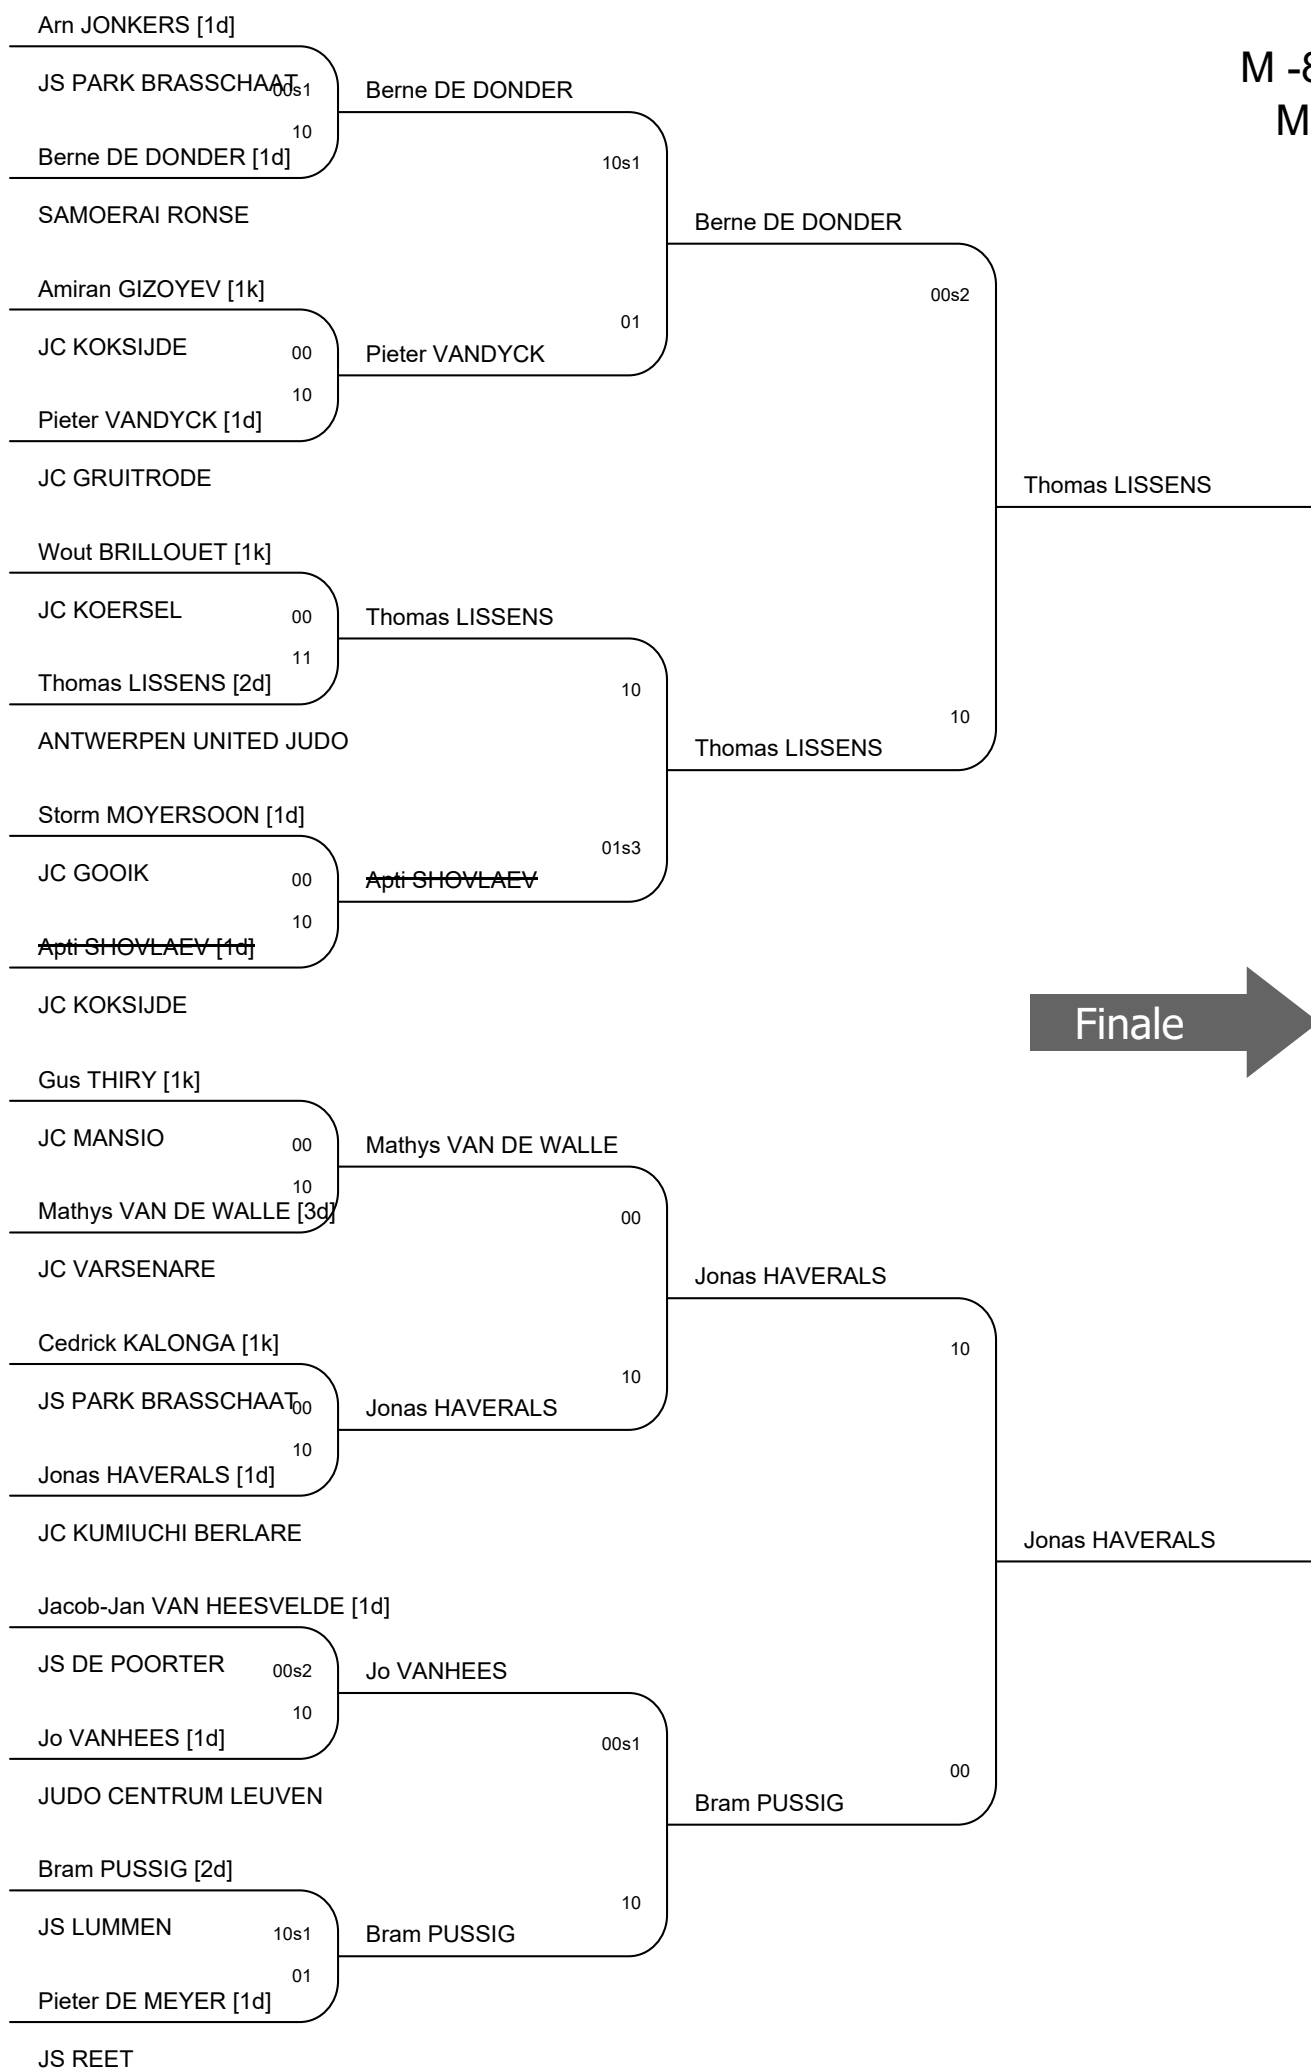 Arn JONKERS [1d]
M -8
JS PARK BRASSCHAAT
00s1
Berne DE DONDER
M
10
Berne DE DONDER [1d]
10s1
SAMOERAI RONSE
Berne DE DONDER
Amiran GIZOYEV [1k]
00s2
01
JC KOKSIJDE
00
Pieter VANDYCK
10
Pieter VANDYCK [1d]
JC GRUITRODE
Thomas LISSENS
Wout BRILLOUET [1k]
JC KOERSEL
00
Thomas LISSENS
11
Thomas LISSENS [2d]
10
10
ANTWERPEN UNITED JUDO
Thomas LISSENS
Storm MOYERSOON [1d]
01s3
JC GOOIK
00
Apti SHOVLAEV
10
Apti SHOVLAEV [1d]
JC KOKSIJDE
Finale
Gus THIRY [1k]
JC MANSIO
00
Mathys VAN DE WALLE
10
Mathys VAN DE WALLE [3d]
00
JC VARSENARE
Jonas HAVERALS
Cedrick KALONGA [1k]
10
10
JS PARK BRASSCHAAT
00
Jonas HAVERALS
10
Jonas HAVERALS [1d]
JC KUMIUCHI BERLARE
Jonas HAVERALS
Jacob-Jan VAN HEESVELDE [1d]
JS DE POORTER
00s2
Jo VANHEES
10
Jo VANHEES [1d]
00s1
00
JUDO CENTRUM LEUVEN
Bram PUSSIG
Bram PUSSIG [2d]
10
JS LUMMEN
10s1
Bram PUSSIG
01
Pieter DE MEYER [1d]
JS REET